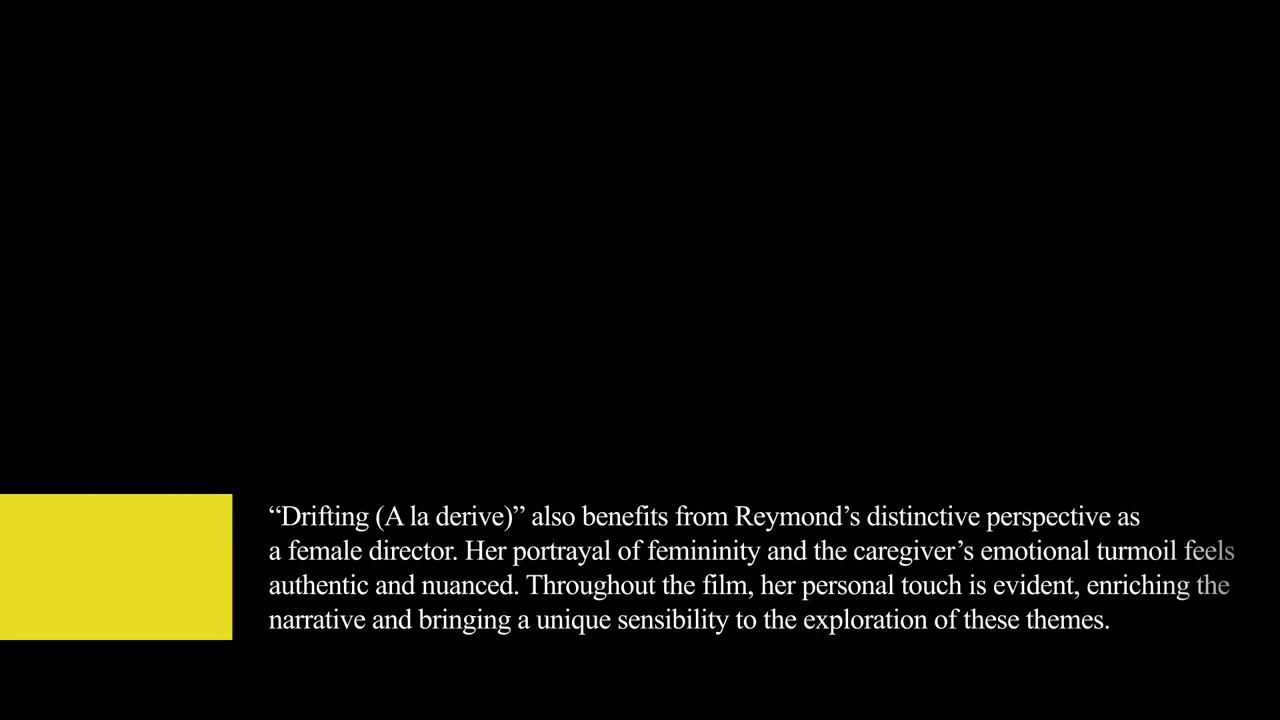 “Drifting (A la derive)” also benefits from Reymond’s distinctive perspective as
a female director. Her portrayal of femininity and the caregiver’s emotional turmoil feels
authentic and nuanced. Throughout the film, her personal touch is evident, enriching the
narrative and bringing a unique sensibility to the exploration of these themes.